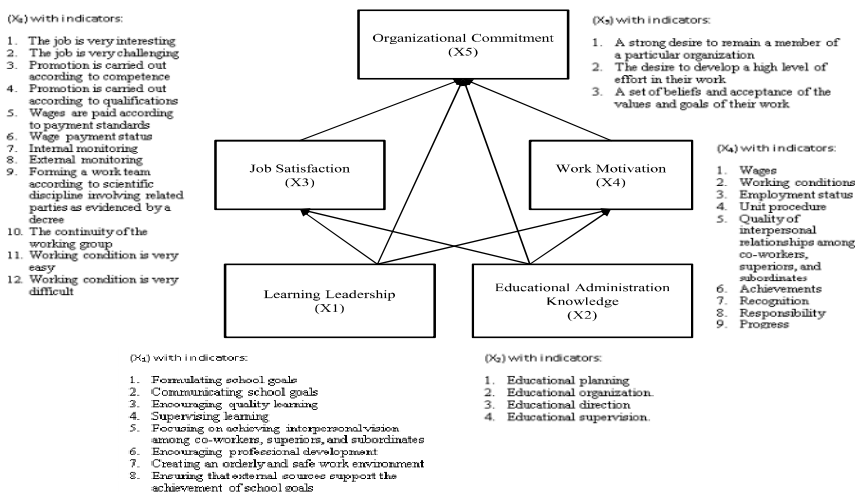 (X₃) with indicators:
1. The job is very interesting
2. The job is very challenging
3. Promotion is carried out
according to competence
4. Promotion is carried out
according to qualifications
5. Wages are paid according
to payment standards
6. Wage payment status
7. Internal monitoring
8. External monitoring
9. Forming a work team
according to scientific
discipline involving related
parties as evidenced by a
decree
10. The continuity of the
working group
11. Working condition is very
easy
12. Working condition is very
difficult
Organizational Commitment
(X5)
(X₅) with indicators:
1. A strong desire to remain a member of
a particular organization
2. The desire to develop a high level of
effort in their work
3. A set of beliefs and acceptance of the
values and goals of their work
Job Satisfaction
(X3)
Work Motivation
(X4)
(X₄) with indicators:
1. Wages
2. Working conditions
3. Employment status
4. Unit procedure
5. Quality of
interpersonal
relationships among
co-workers,
superiors, and
subordinates
6. Achievements
7. Recognition
8. Responsibility
9. Progress
Learning Leadership
(X1)
Educational Administration
Knowledge
(X2)
(X₁) with indicators:
1. Formulating school goals
2. Communicating school goals
3. Encouraging quality learning
4. Supervising learning
5. Focusing on achieving interpersonal vision
among co-workers, superiors, and subordinates
6. Encouraging professional development
7. Creating an orderly and safe work environment
8. Ensuring that external sources support the
achievement of school goals
(X₂) with indicators:
1. Educational planning
2. Educational organization.
3. Educational direction
4. Educational supervision.